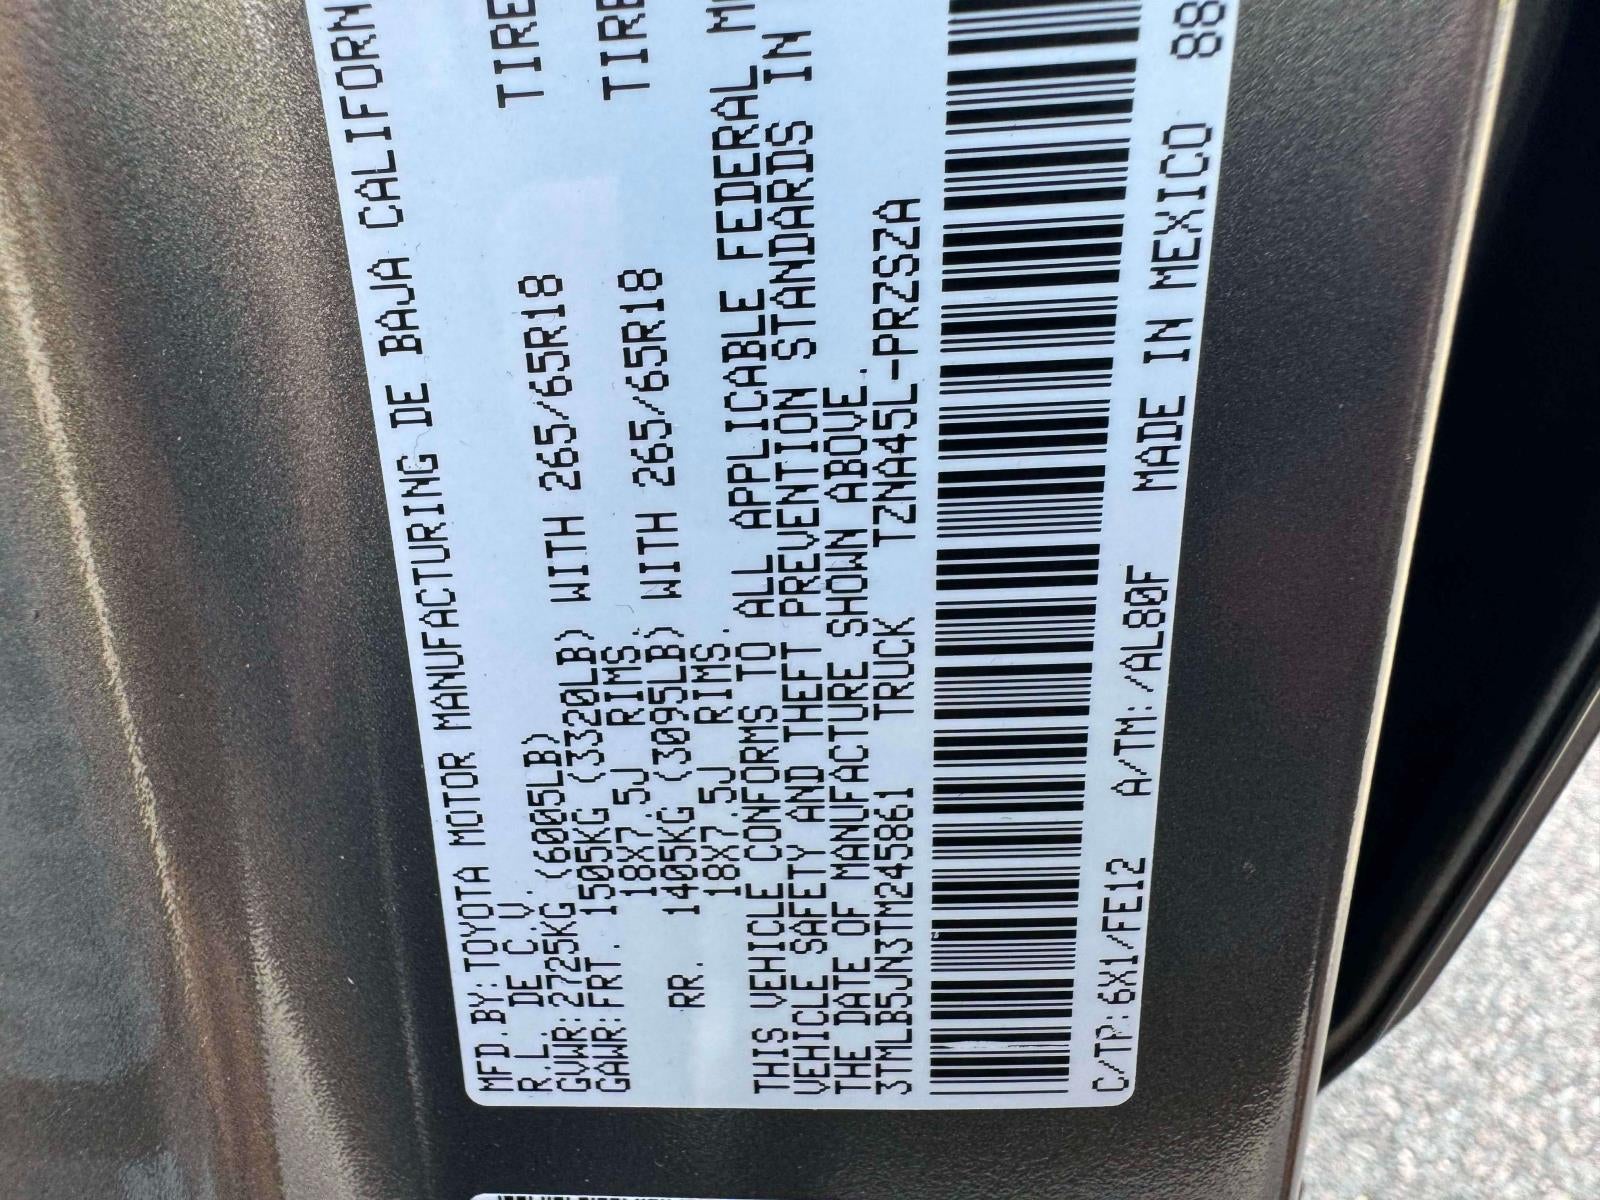 MFD.BY:TOYOTA MOTOR MANUFACTURING DE BAJA CALIFORN
R.L. DE C.V.
GVWR:2725KG (6005LB)
GAWR:FRT. 1505KG (3320LB) WITH 265/65R18 TIRE
18X7.5J RIMS.
RR. 1405KG (3095LB) WITH 265/65R18 TIRE
18X7.5J RIMS.
THIS VEHICLE CONFORMS TO ALL APPLICABLE FEDERAL M
VEHICLE SAFETY AND THEFT PREVENTION STANDARDS IN
THE DATE OF MANUFACTURE SHOWN ABOVE.
3TMLB5JN3TM245861 TRUCK TZNA45L-PRZSZA
C/TP:6X1/FE12 A/TM:/AL80F MADE IN MEXICO 88